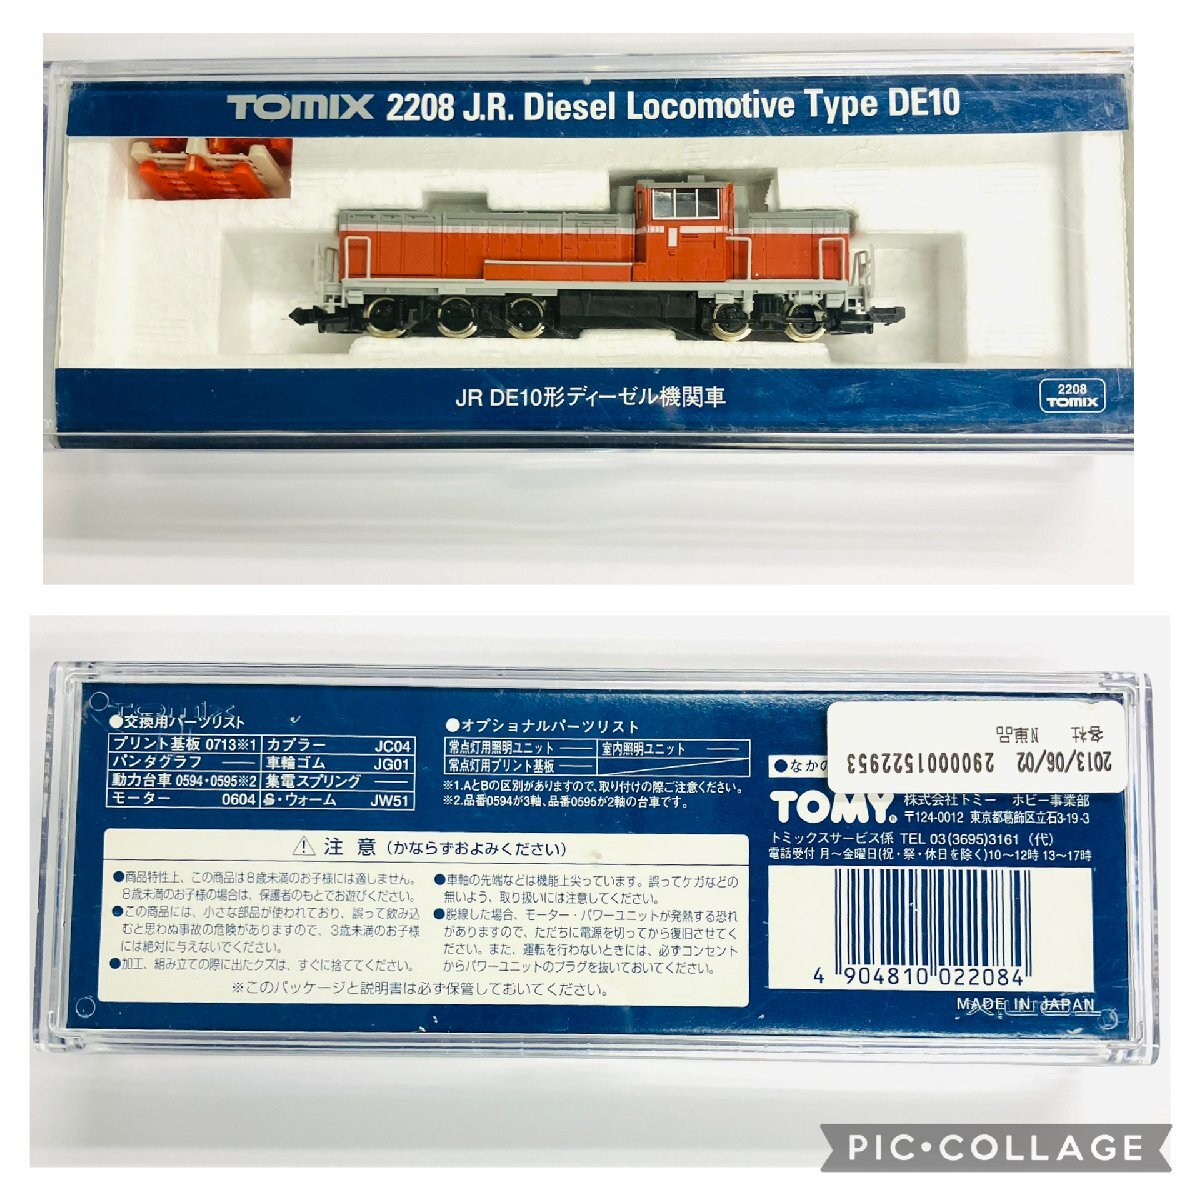 TOMIX 2208 J.R. Diesel Locomotive Type DE10
JR DE10形ディーゼル機関車
2208
TOMIX
●交換用パーツリスト
プリント基板 0713※1 カプラー JC04
パンタグラフ 車輪ゴム JG01
動力台車 0594・0595※2 集電スプリング
モーター 0604 S・ウォーム JW51
●オプショナルパーツリスト
常点灯用照明ユニット 室内照明ユニット
常点灯用プリント基板
※1.AとBの区別がありますので、取り付けの際ご注意ください。
※2.品番0594が3軸、品番0595が2軸の台車です。
⚠ 注意(かならずおよみください)
●商品特性上、この商品は8歳未満のお子様には適しません。
8歳未満のお子様の場合は、保護者のもとでお遊びください。
●この商品には、小さな部品が使われており、誤って飲み込
むと思わぬ事故の危険がありますので、3歳未満のお子様
には絶対に与えないでください。
●加工、組み立ての際に出たクズは、すぐに捨ててください。
●車軸の先端などは機能上尖っています。誤ってケガなどの
無いよう、取り扱いには注意してください。
●脱線した場合、モーター・パワーユニットが発熱する恐れ
がありますので、ただちに電源を切ってから復旧させてく
ださい。また、運転を行わないときには、必ずコンセント
からパワーユニットのプラグを抜いておいてください。
※このパッケージと説明書は必ず保管しておいてください。
各社 N車品
2013/06/02 2900001522953
●なかの
TOMY® 株式会社トミー ホビー事業部
〒124-0012 東京都葛飾区立石3-19-3
トミックスサービス係 TEL 03(3695)3161(代)
電話受付 月〜金曜日(祝・祭・休日を除く)10〜12時 13〜17時
4 904810 022084
MADE IN JAPAN
PIC•COLLAGE